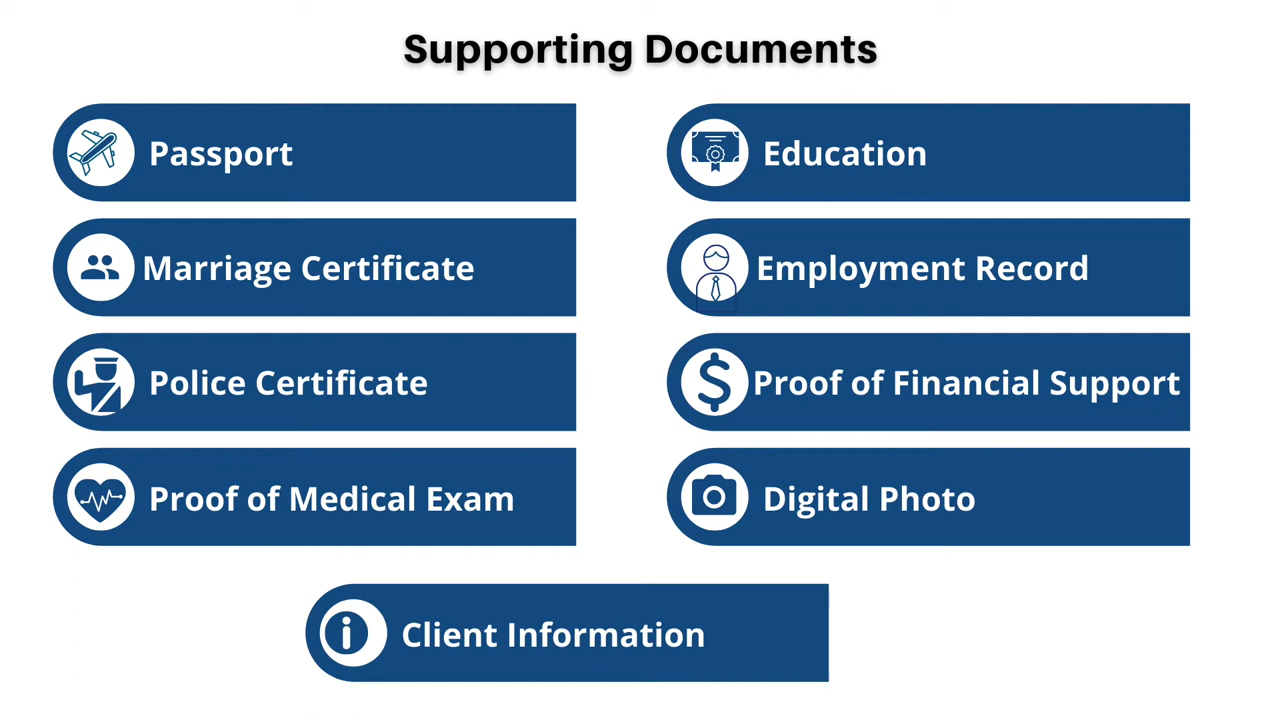 Supporting Documents
Passport
Education
Marriage Certificate
Employment Record
Police Certificate
Proof of Financial Support
Proof of Medical Exam
Digital Photo
Client Information